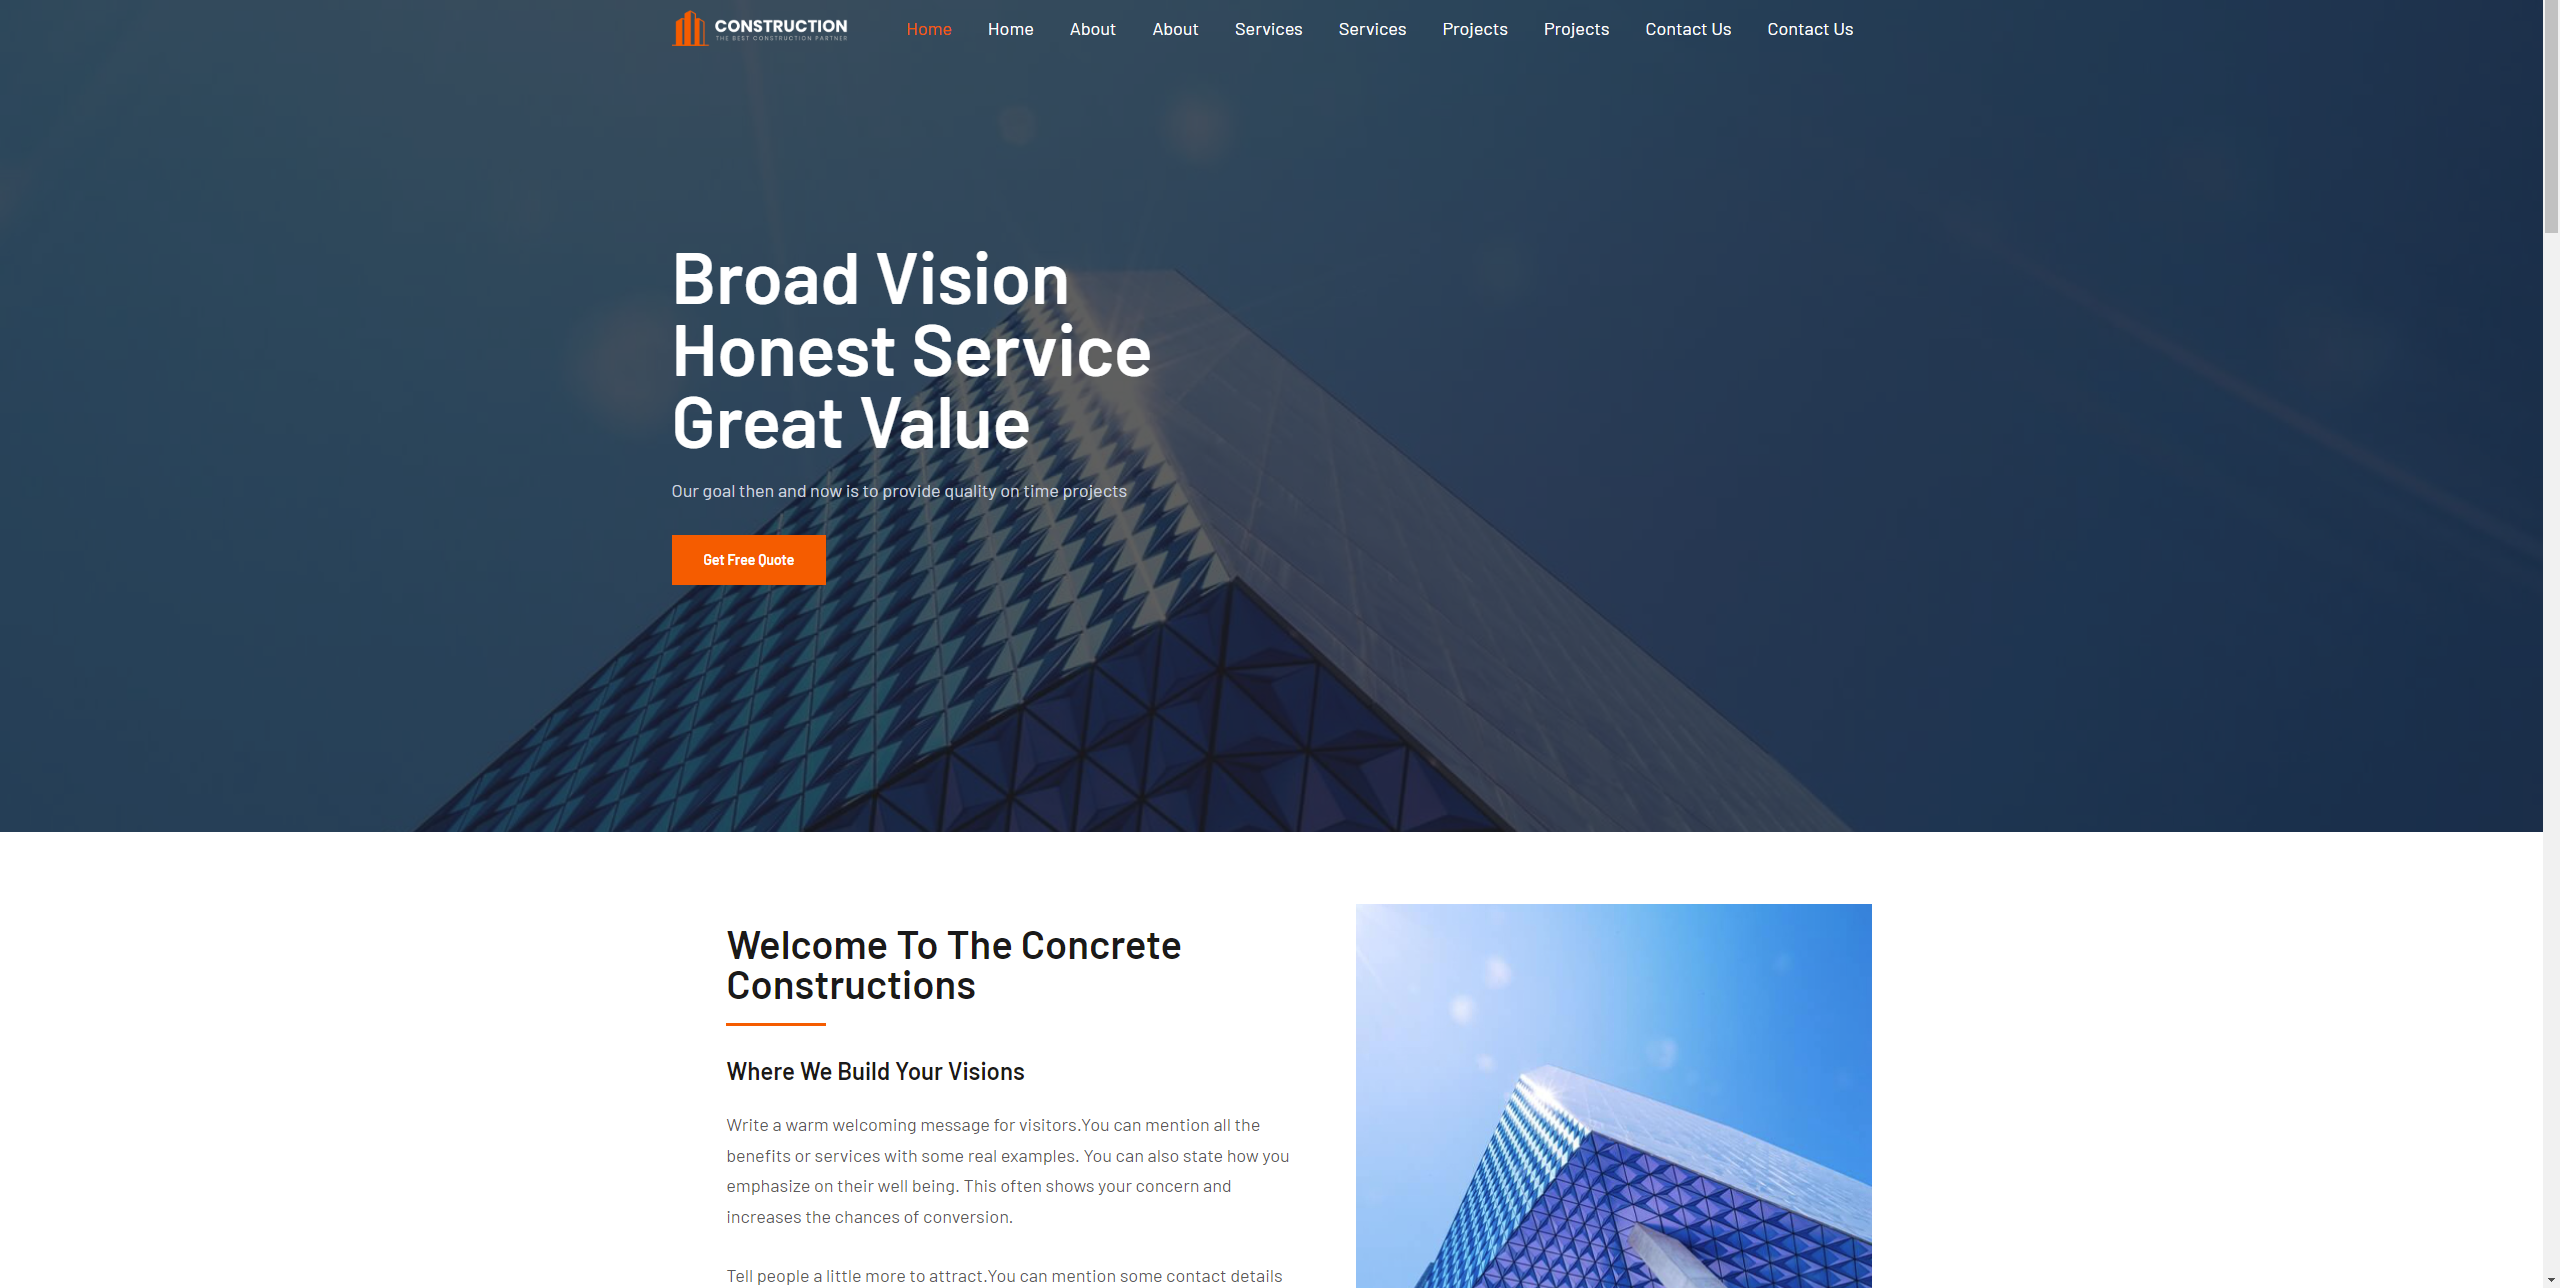 CONSTRUCTION
THE BEST CONSTRUCTION PARTNER
Home Home About About Services Services Projects Projects Contact Us Contact Us
Broad Vision
Honest Service
Great Value
Our goal then and now is to provide quality on time projects
Get Free Quote
Welcome To The Concrete
Constructions
Where We Build Your Visions
Write a warm welcoming message for visitors.You can mention all the
benefits or services with some real examples. You can also state how you
emphasize on their well being. This often shows your concern and
increases the chances of conversion.
Tell people a little more to attract.You can mention some contact details